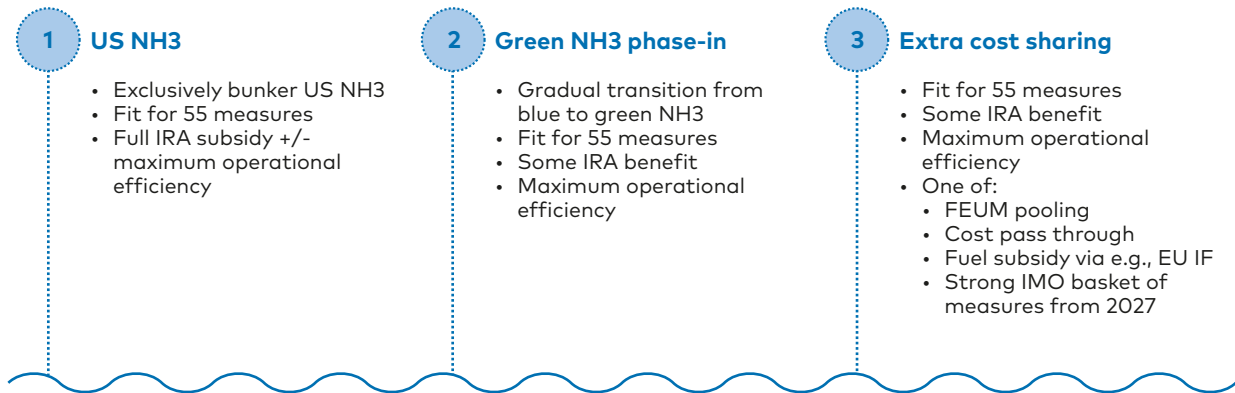 1
US NH3
• Exclusively bunker US NH3
• Fit for 55 measures
• Full IRA subsidy +/-
maximum operational
efficiency
2
Green NH3 phase-in
• Gradual transition from
blue to green NH3
• Fit for 55 measures
• Some IRA benefit
• Maximum operational
efficiency
3
Extra cost sharing
• Fit for 55 measures
• Some IRA benefit
• Maximum operational
efficiency
• One of:
• FEUM pooling
• Cost pass through
• Fuel subsidy via e.g., EU IF
• Strong IMO basket of
measures from 2027